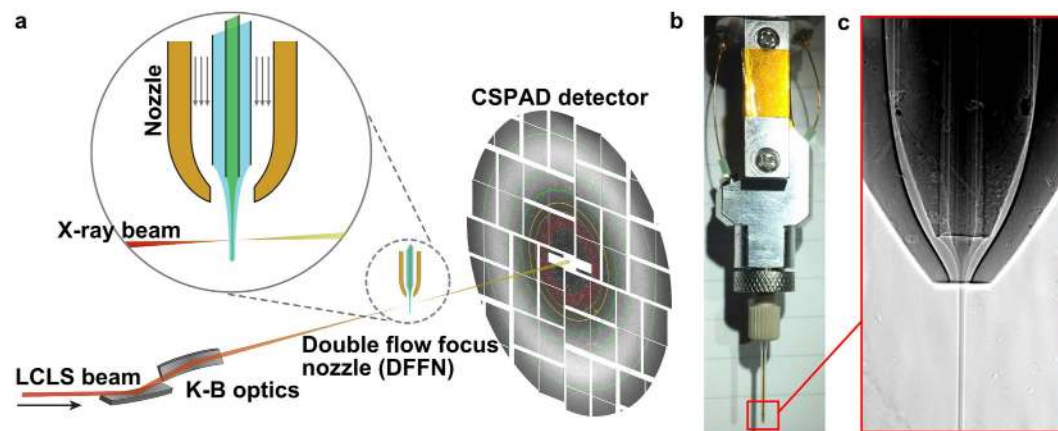 a
Nozzle
X-ray beam
CSPAD detector
Double flow focus
nozzle (DFFN)
LCLS beam
K-B optics
b
c